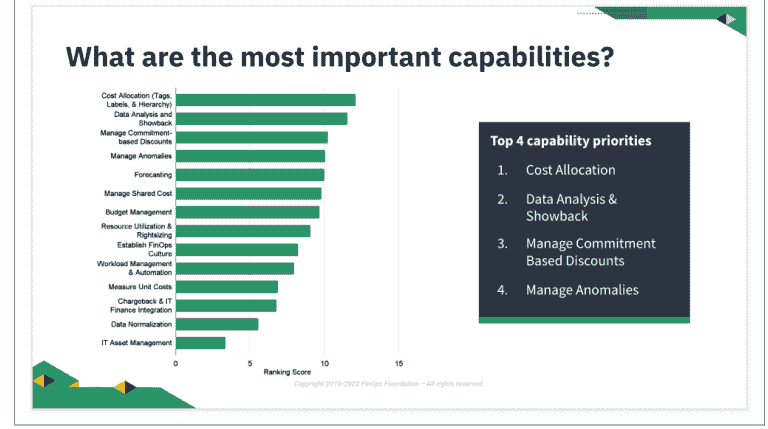 What are the most important capabilities?
Cost Allocation (Tags,
Labels, & Hierarchy)
Data Analysis and
Showback
Manage Commitment-
based Discounts
Manage Anomalies
Forecasting
Manage Shared Cost
Budget Management
Resource Utilization &
Rightsizing
Establish FinOps
Culture
Workload Management
& Automation
Measure Unit Costs
Chargeback & IT
Finance Integration
Data Normalization
IT Asset Management
0 5 10 15
Ranking Score
Top 4 capability priorities
1. Cost Allocation
2. Data Analysis &
Showback
3. Manage Commitment
Based Discounts
4. Manage Anomalies
Copyright 2019-2022 FinOps Foundation – All rights reserved.